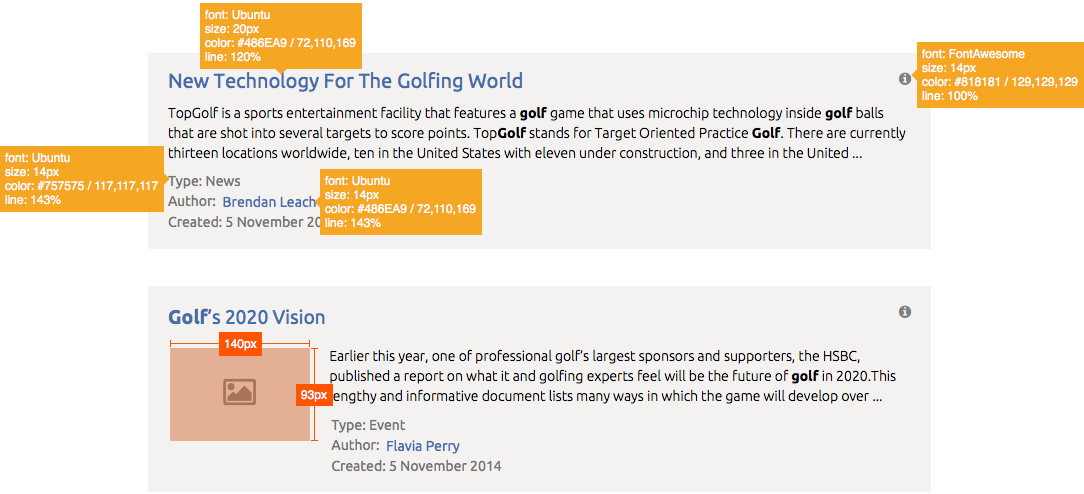 font: Ubuntu
size: 20px
color: #486EA9 / 72,110,169
line: 120%
New Technology For The Golfing World
font: FontAwesome
size: 14px
color: #818181 / 129,129,129
line: 100%
TopGolf is a sports entertainment facility that features a golf game that uses microchip technology inside golf balls
that are shot into several targets to score points. TopGolf stands for Target Oriented Practice Golf. There are currently
thirteen locations worldwide, ten in the United States with eleven under construction, and three in the United ...
font: Ubuntu
size: 14px
color: #757575 / 117,117,117
line: 143%
Type: News
Author: Brendan Leach
Created: 5 November 20
font: Ubuntu
size: 14px
color: #486EA9 / 72,110,169
line: 143%
Golf's 2020 Vision
140px
93px
Earlier this year, one of professional golf's largest sponsors and supporters, the HSBC,
published a report on what it and golfing experts feel will be the future of golf in 2020.This
engthy and informative document lists many ways in which the game will develop over ...
Type: Event
Author: Flavia Perry
Created: 5 November 2014